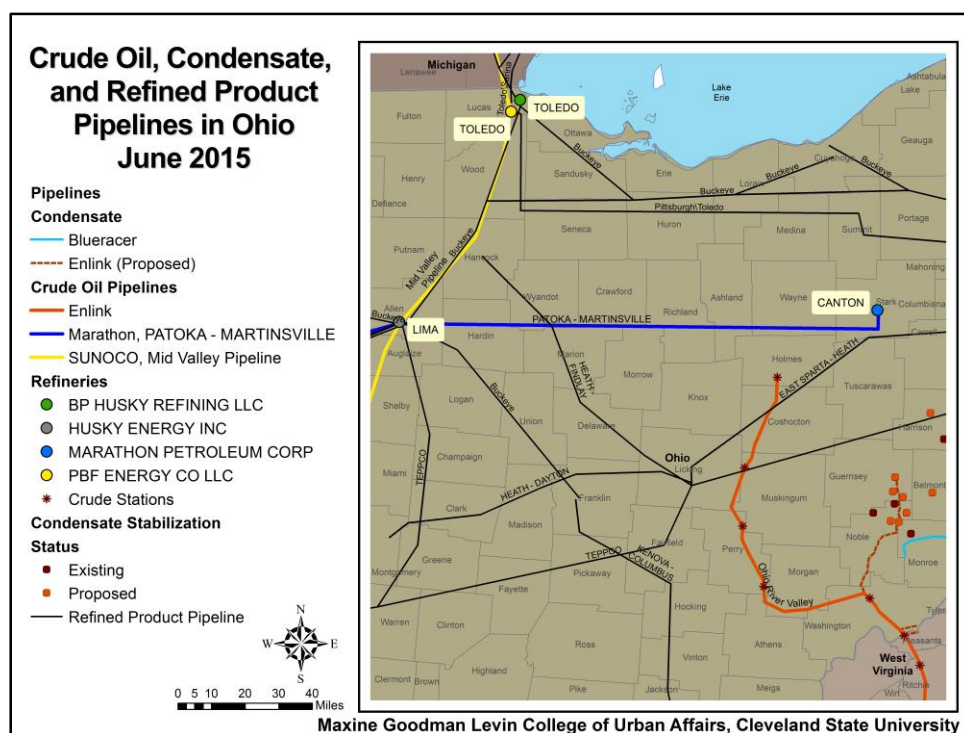 Crude Oil, Condensate,
and Refined Product
Pipelines in Ohio
June 2015
Pipelines
Condensate
Blueracer
Enlink (Proposed)
Crude Oil Pipelines
Enlink
Marathon, PATOKA - MARTINSVILLE
SUNOCO, Mid Valley Pipeline
Refineries
BP HUSKY REFINING LLC
HUSKY ENERGY INC
MARATHON PETROLEUM CORP
PBF ENERGY CO LLC
Crude Stations
Condensate Stabilization
Status
Existing
Proposed
Refined Product Pipeline
N
W
E
S
0 5 10 20 30 40
Miles
Michigan
Lenawee
Lake
Erie
Ashtabula
Lake
Fulton
Lucas
TOLEDO
TOLEDO
Ottawa
Geauga
Cuyahoga
Buckeye
Wood
Sandusky
Erie
Lorain
Buckeye
Buckeye
Henry
Buckeye
Defiance
Pittsburgh\Toledo
Portage
Seneca
Huron
Medina
Summit
Putnam
Mid Valley
Pipeline
Buckeye
Hancock
Mahoning
Wyandot
Crawford
Ashland
Wayne
CANTON
Stark
Columbiana
Allen
Buckeye
LIMA
Richland
PATOKA - MARTINSVILLE
Hardin
Carroll
Auglaize
Marion
Holmes
HEATH -
FINDLAY
Morrow
EAST SPARTA - HEATH
Tuscarawas
Shelby
Logan
Buckeye
Union
Knox
Delaware
Coshocton
Harrison
TEPPCO
Miami
Champaign
Ohio
Licking
Guernsey
Belmont
HEATH - DAYTON
Clark
Franklin
Muskingum
Madison
Noble
Fairfield
Perry
Monroe
Greene
TEPPCO
KENOVA -
COLUMBUS
Montgomery
Pickaway
Morgan
Fayette
Ohio River Valley
Hocking
Washington
Tyler
Warren
Clinton
Ross
Athens
Pleasants
Vinton
West
Virginia
Highland
Ritchie
Clermont
Brown
Pike
Jackson
Meigs
Wirt
Maxine Goodman Levin College of Urban Affairs, Cleveland State University